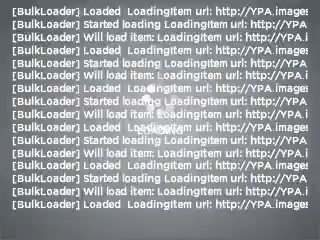 [BulkLoader] Loaded  LoadingItem url: http://YPA.images
[BulkLoader] Started loading LoadingItem url: http://YPA
[BulkLoader] Will load item: LoadingItem url: http://YPA.i
[BulkLoader] Loaded  LoadingItem url: http://YPA.images
[BulkLoader] Started loading LoadingItem url: http://YPA
[BulkLoader] Will load item: LoadingItem url: http://YPA.i
[BulkLoader] Loaded  LoadingItem url: http://YPA.images
[BulkLoader] Started loading LoadingItem url: http://YPA
[BulkLoader] Will load item: LoadingItem url: http://YPA.i
[BulkLoader] Loaded  LoadingItem url: http://YPA.images
LOADING
[BulkLoader] Started loading LoadingItem url: http://YPA
[BulkLoader] Will load item: LoadingItem url: http://YPA.i
[BulkLoader] Loaded  LoadingItem url: http://YPA.images
[BulkLoader] Started loading LoadingItem url: http://YPA
[BulkLoader] Will load item: LoadingItem url: http://YPA.i
[BulkLoader] Loaded  LoadingItem url: http://YPA.images